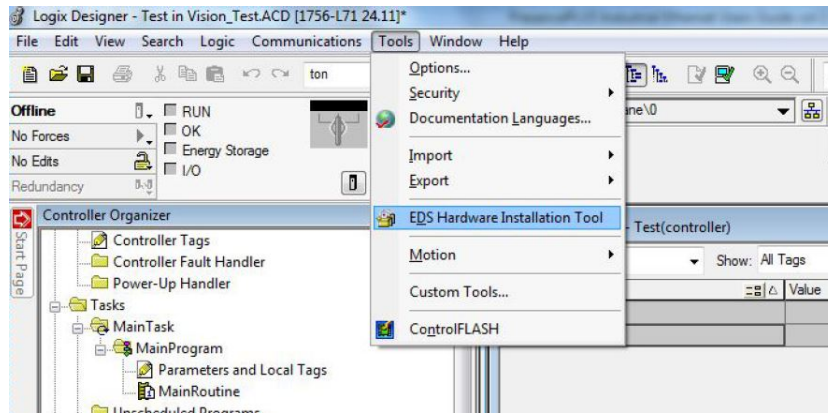 Logix Designer - Test in Vision_Test.ACD [1756-L71 24.11]*
File Edit View Search Logic Communications Tools Window Help
ton
Options...
Security
Documentation Languages...
Import
Export
EDS Hardware Installation Tool
Motion
Custom Tools...
ControlFLASH
Offline
RUN
No Forces
OK
No Edits
Energy Storage
I/O
Redundancy
ane\0
Start Page
Controller Organizer
Controller Tags
Controller Fault Handler
Power-Up Handler
Tasks
MainTask
MainProgram
Parameters and Local Tags
MainRoutine
Unscheduled Programs
- Test(controller)
Show: All Tags
Value